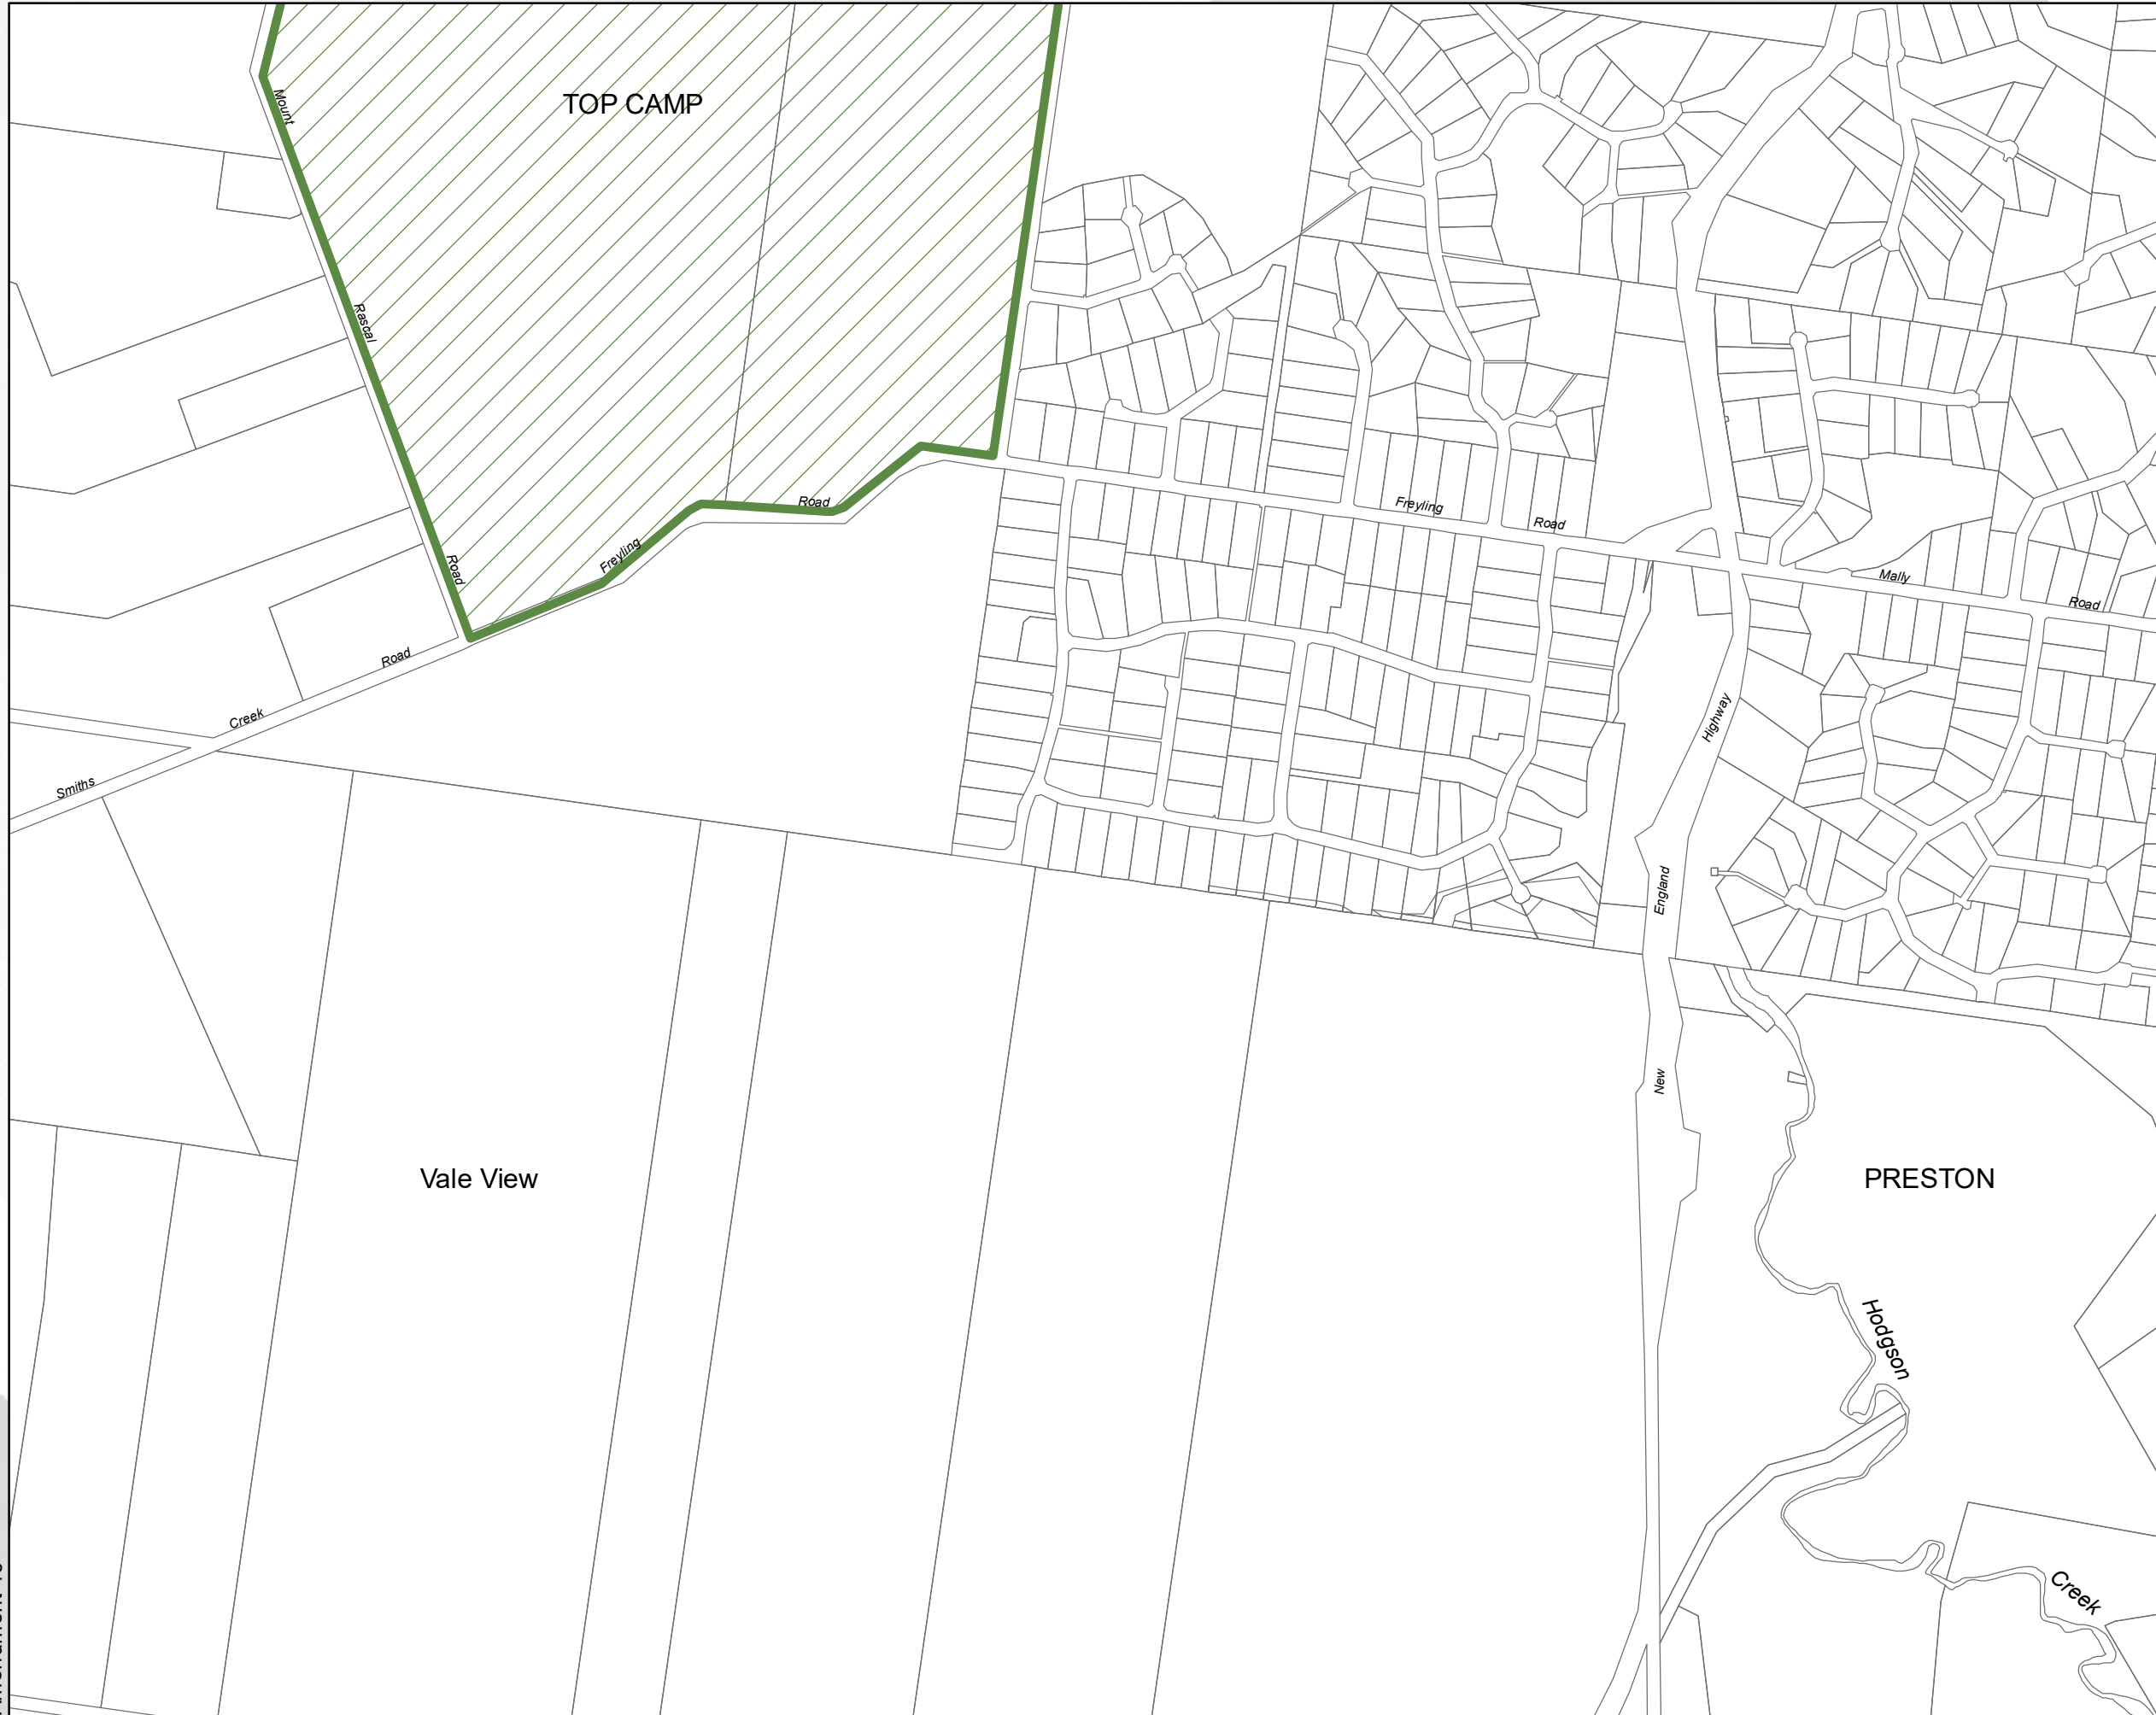 TOP CAMP
Mount
Rascal
Road
Road
Freyling
Freyling
Road
Mally
Road
Road
Creek
Smiths
Highway
England
New
Vale View
PRESTON
Hodgson
Creek